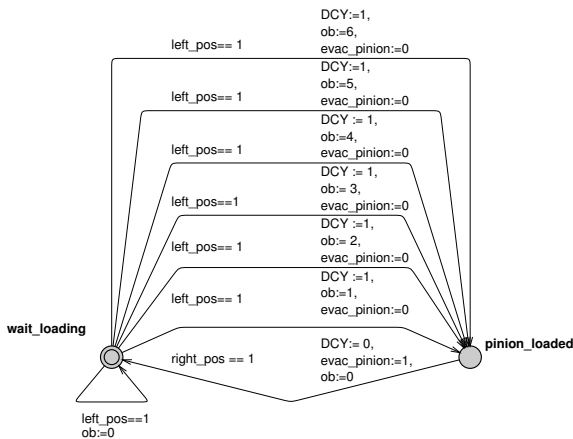 DCY:=1,
left_pos== 1
ob:=6,
evac_pinion:=0
DCY:=1,
left_pos== 1
ob:=5,
evac_pinion:=0
DCY := 1,
left_pos== 1
ob:=4,
evac_pinion:=0
DCY := 1,
left_pos==1
ob:= 3,
evac_pinion:=0
DCY :=1,
left_pos== 1
ob:= 2,
evac_pinion:=0
DCY :=1,
left_pos== 1
ob:=1,
evac_pinion:=0
wait_loading
pinion_loaded
right_pos == 1
DCY:= 0,
evac_pinion:=1,
ob:=0
left_pos==1
ob:=0